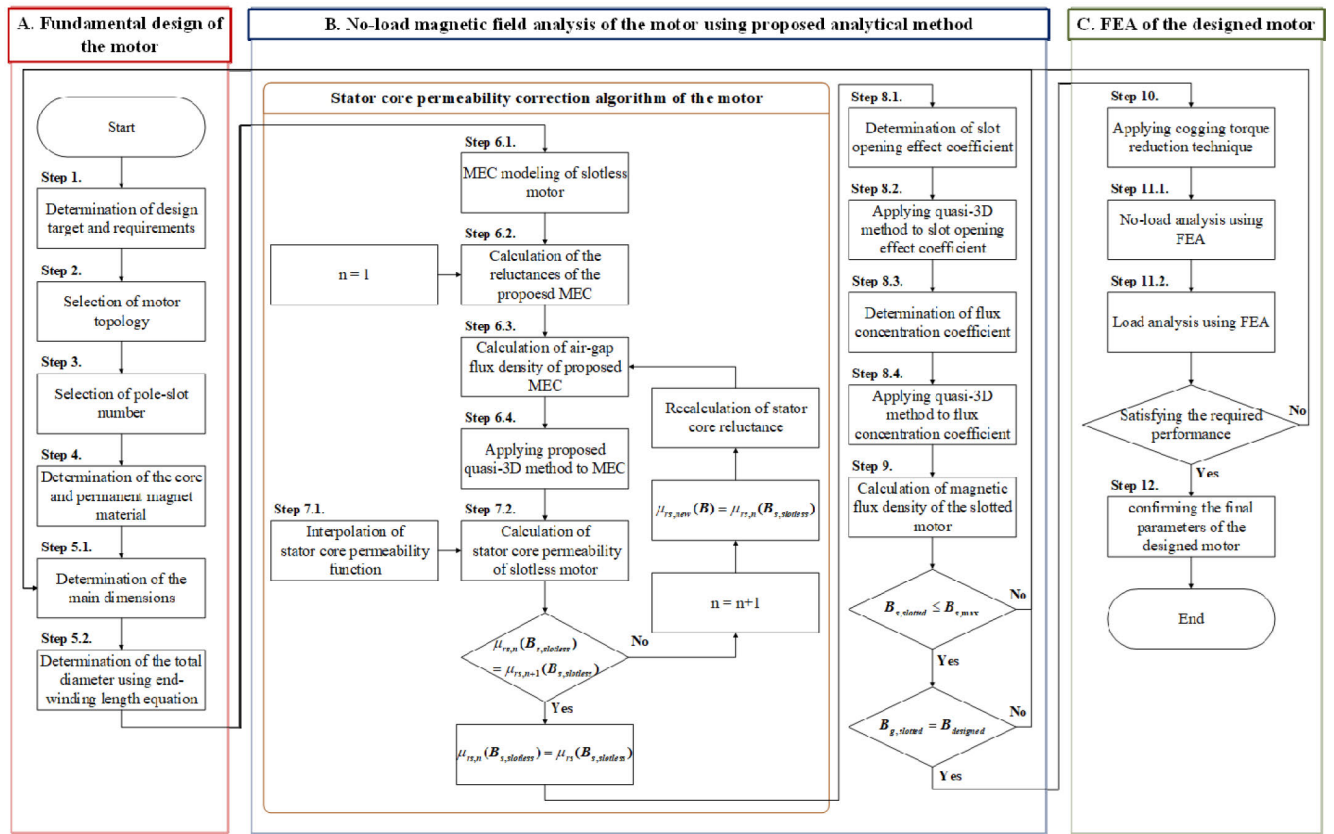 A. Fundamental design of
the motor
Start
Step 1.
Determination of design
target and requirements
Step 2.
Selection of motor
topology
Step 3.
Selection of pole-slot
number
Step 4.
Determination of the core
and permanent magnet
material
Step 5.1.
Determination of the
main dimensions
Step 5.2.
Determination of the total
diameter using end-
winding length equation
B. No-load magnetic field analysis of the motor using proposed analytical method
Stator core permeability correction algorithm of the motor
Step 6.1.
MEC modeling of slotless
motor
Step 6.2.
n = 1
Calculation of the
reluctances of the
propoesd MEC
Step 6.3.
Calculation of air-gap
flux density of proposed
MEC
Step 6.4.
Applying proposed
quasi-3D method to MEC
Step 7.1.
Interpolation of
stator core permeability
function
Step 7.2.
Calculation of
stator core permeability
of slotless motor
μrs,n(Bs,slotless)
= μrs,n+1(Bs,slotless)
No
Yes
μrs,n(Bs,slotless) = μrs(Bs,slotless)
n = n+1
μrs,new(B) = μrs,n(Bs,slotless)
Recalculation of stator
core reluctance
Step 8.1.
Determination of slot
opening effect coefficient
Step 8.2.
Applying quasi-3D
method to slot opening
effect coefficient
Step 8.3.
Determination of flux
concentration coefficient
Step 8.4.
Applying quasi-3D
method to flux
concentration coefficient
Step 9.
Calculation of magnetic
flux density of the slotted
motor
Bs,slotted ≤ Bs,max
No
Yes
Bg,slotted = Bdesigned
No
Yes
C. FEA of the designed motor
Step 10.
Applying cogging torque
reduction technique
Step 11.1.
No-load analysis using
FEA
Step 11.2.
Load analysis using FEA
Satisfying the required
performance
No
Yes
Step 12.
confirming the final
parameters of the
designed motor
End